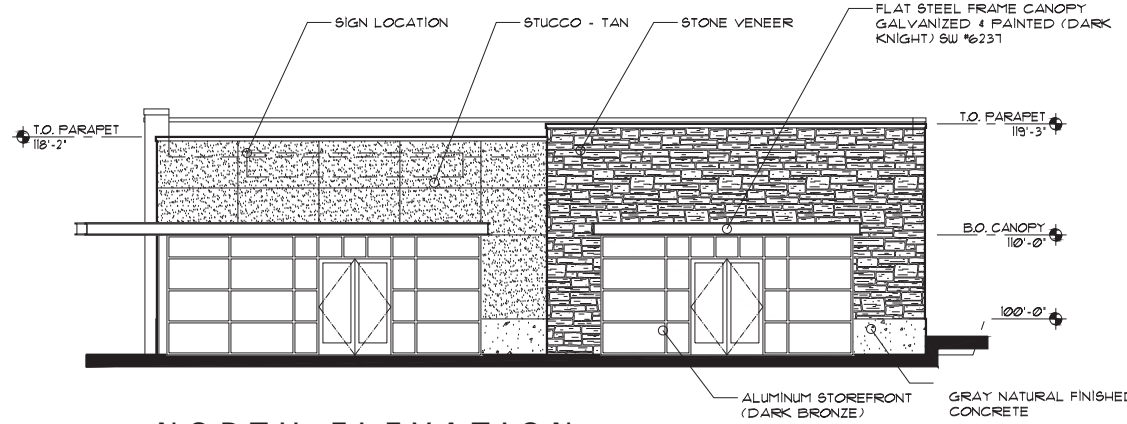 SIGN LOCATION
STUCCO - TAN
STONE VENEER
FLAT STEEL FRAME CANOPY
GALVANIZED & PAINTED (DARK
KNIGHT) SW #6237
T.O. PARAPET
118'-2"
T.O. PARAPET
119'-3"
B.O. CANOPY
110'-0"
100'-0"
ALUMINUM STOREFRONT
(DARK BRONZE)
GRAY NATURAL FINISHED
CONCRETE
NORTH ELEVATION